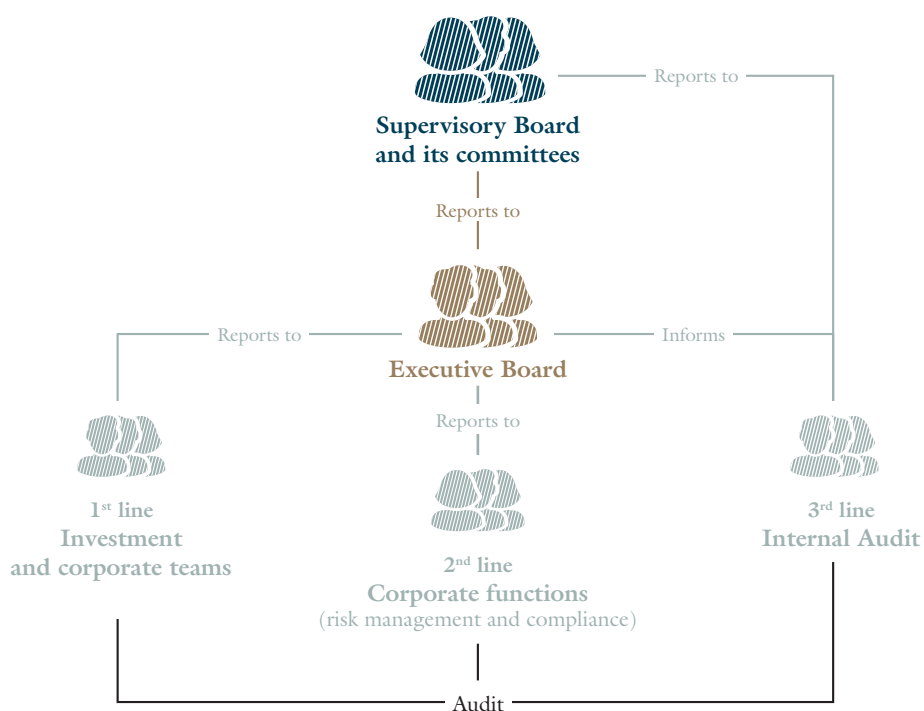 Reports to
Supervisory Board
and its committees
Reports to
Reports to
Informs
Executive Board
Reports to
1st line
Investment
and corporate teams
2nd line
Corporate functions
(risk management and compliance)
3rd line
Internal Audit
Audit